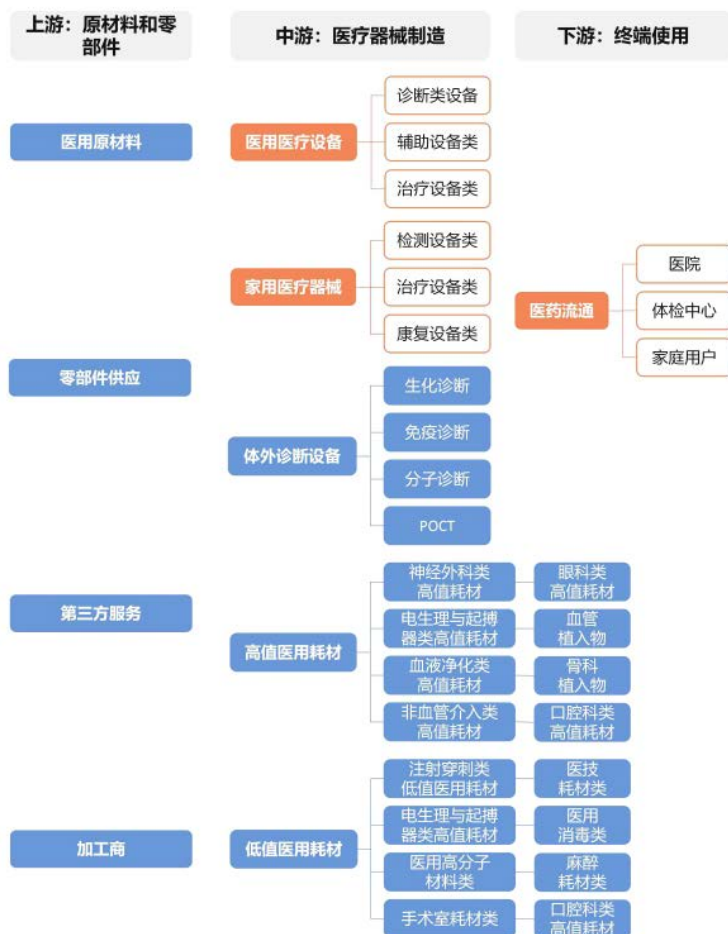 上游：原材料和零
部件
中游：医疗器械制造
下游：终端使用
医用原材料
零部件供应
第三方服务
加工商
医用医疗设备
诊断类设备
辅助设备类
治疗设备类
家用医疗器械
检测设备类
治疗设备类
康复设备类
体外诊断设备
生化诊断
免疫诊断
分子诊断
POCT
高值医用耗材
神经外科类
高值耗材
眼科类
高值耗材
电生理与起搏
器类高值耗材
血管
植入物
血液净化类
高值耗材
骨科
植入物
非血管介入类
高值耗材
口腔科类
高值耗材
低值医用耗材
注射穿刺类
低值医用耗材
医技
耗材类
电生理与起搏
器类高值耗材
医用
消毒类
医用高分子
材料类
麻醉
耗材类
手术室耗材类
口腔科类
高值耗材
医药流通
医院
体检中心
家庭用户